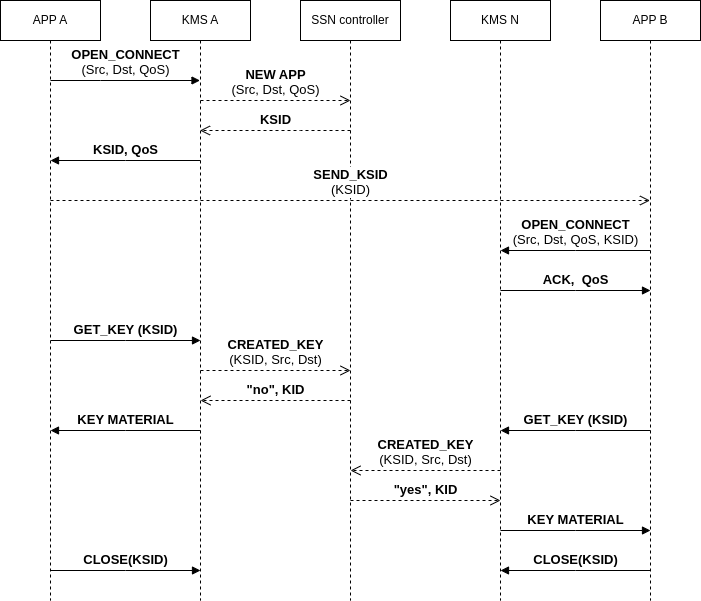 APP A
KMS A
SSN controller
KMS N
APP B
OPEN_CONNECT
(Src, Dst, QoS)
NEW APP
(Src, Dst, QoS)
KSID
KSID, QoS
SEND_KSID
(KSID)
OPEN_CONNECT
(Src, Dst, QoS, KSID)
ACK,  QoS
GET_KEY (KSID)
CREATED_KEY
(KSID, Src, Dst)
"no", KID
KEY MATERIAL
GET_KEY (KSID)
CREATED_KEY
(KSID, Src, Dst)
"yes", KID
KEY MATERIAL
CLOSE(KSID)
CLOSE(KSID)